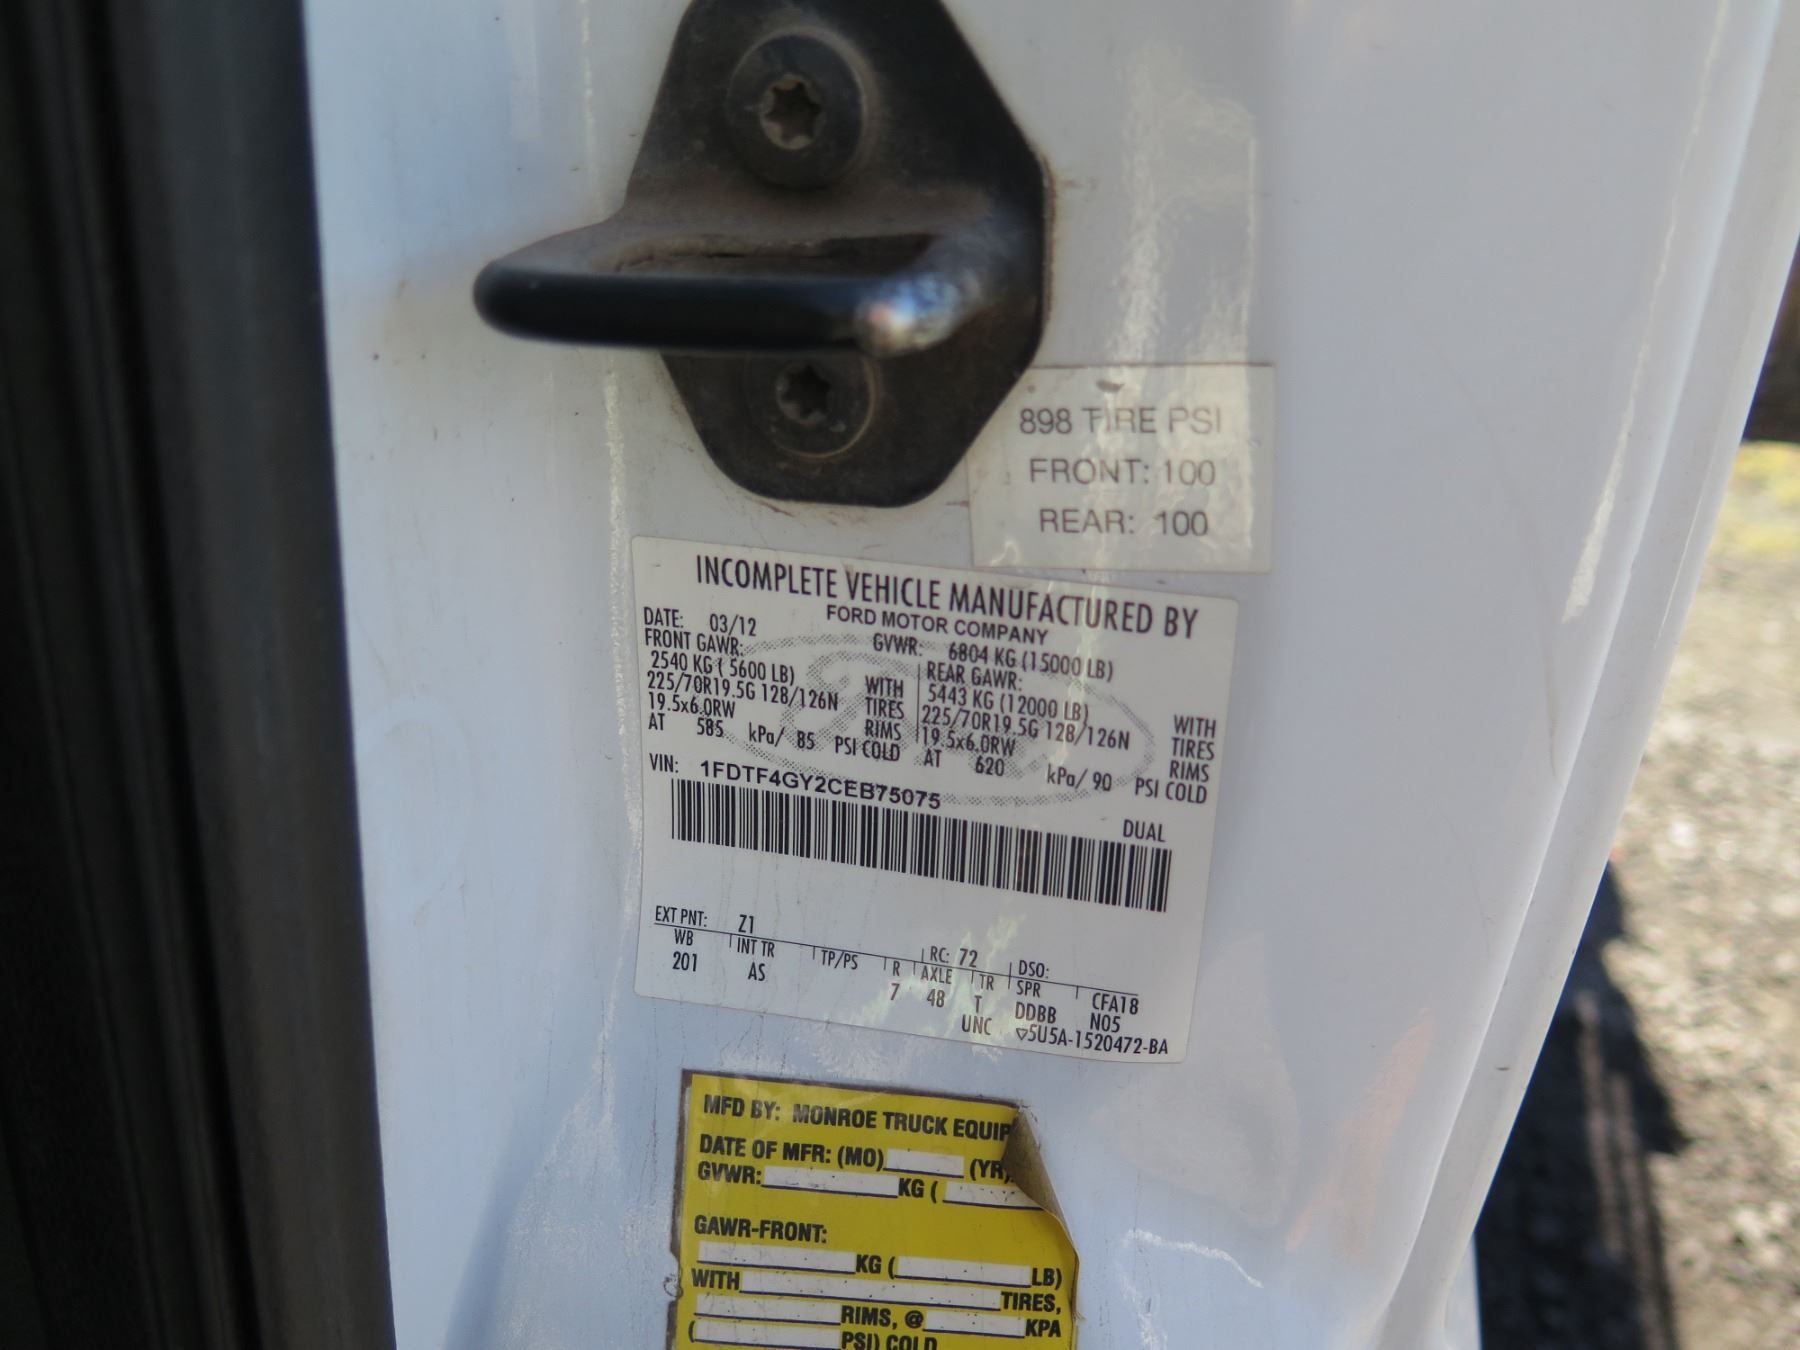 898 TIRE PSI
FRONT: 100
REAR: 100
INCOMPLETE VEHICLE MANUFACTURED BY
FORD MOTOR COMPANY
DATE: 03/12
GVWR: 6804 KG (15000 LB)
FRONT GAWR:
2540 KG ( 5600 LB)
WITH
225/70R19.5G 128/126N
TIRES
19.5x6.0RW
RIMS
AT 585 kPa/ 85 PSI COLD
REAR GAWR:
5443 KG (12000 LB)
WITH
225/70R19.5G 128/126N
TIRES
19.5x6.0RW
RIMS
AT 620 kPa/ 90 PSI COLD
VIN: 1FDTF4GY2CEB75075
DUAL
EXT PNT: Z1
RC: 72
DSO:
WB
INT TR
TP/PS
R
AXLE
TR
SPR
CFA18
201
AS
7
48
T
DDBB
N05
UNC
▽5U5A-1520472-BA
MFD BY: MONROE TRUCK EQUIP
DATE OF MFR: (MO) (YR)
GVWR: KG (
GAWR-FRONT:
KG ( LB)
WITH TIRES,
RIMS, @ KPA
( PSI) COLD